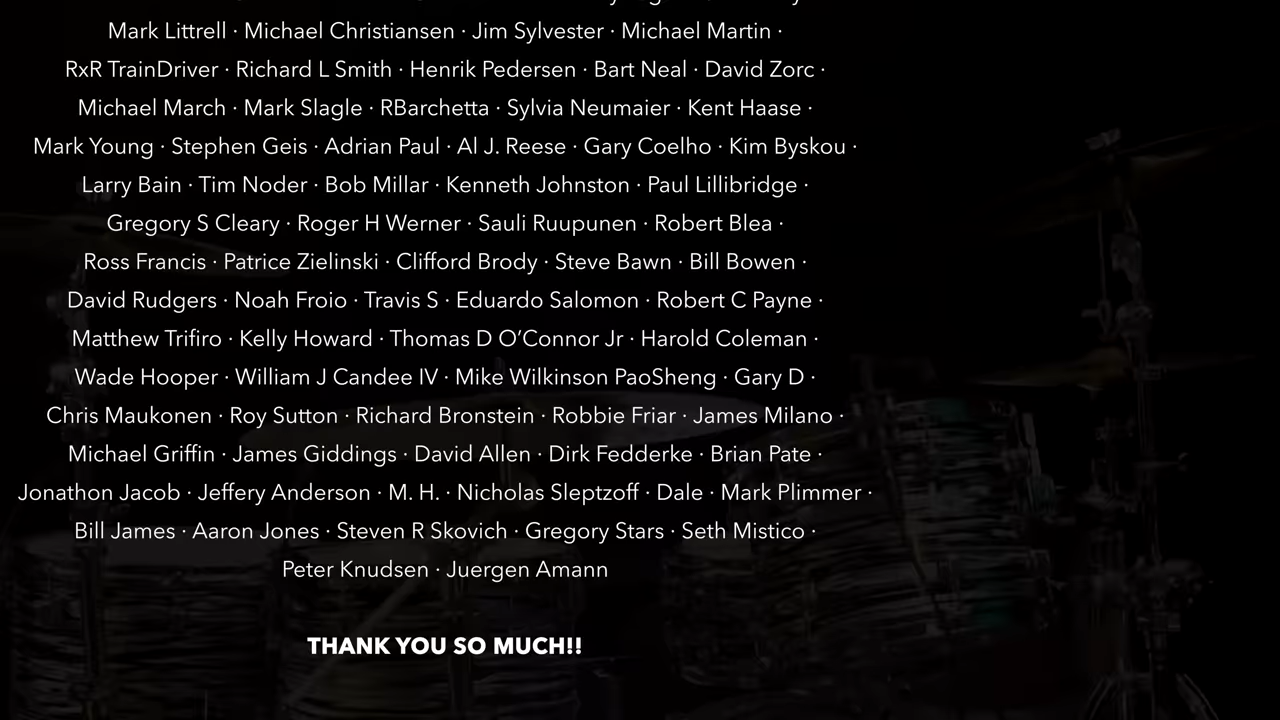 Mark Littrell · Michael Christiansen · Jim Sylvester · Michael Martin ·
RxR TrainDriver · Richard L Smith · Henrik Pedersen · Bart Neal · David Zorc ·
Michael March · Mark Slagle · RBarchetta · Sylvia Neumaier · Kent Haase ·
Mark Young · Stephen Geis · Adrian Paul · Al J. Reese · Gary Coelho · Kim Byskou ·
Larry Bain · Tim Noder · Bob Millar · Kenneth Johnston · Paul Lillibridge ·
Gregory S Cleary · Roger H Werner · Sauli Ruupunen · Robert Blea ·
Ross Francis · Patrice Zielinski · Clifford Brody · Steve Bawn · Bill Bowen ·
David Rudgers · Noah Froio · Travis S · Eduardo Salomon · Robert C Payne ·
Matthew Trifiro · Kelly Howard · Thomas D O’Connor Jr · Harold Coleman ·
Wade Hooper · William J Candee IV · Mike Wilkinson PaoSheng · Gary D ·
Chris Maukonen · Roy Sutton · Richard Bronstein · Robbie Friar · James Milano ·
Michael Griffin · James Giddings · David Allen · Dirk Fedderke · Brian Pate ·
Jonathon Jacob · Jeffery Anderson · M. H. · Nicholas Sleptzoff · Dale · Mark Plimmer ·
Bill James · Aaron Jones · Steven R Skovich · Gregory Stars · Seth Mistico ·
Peter Knudsen · Juergen Amann
THANK YOU SO MUCH!!